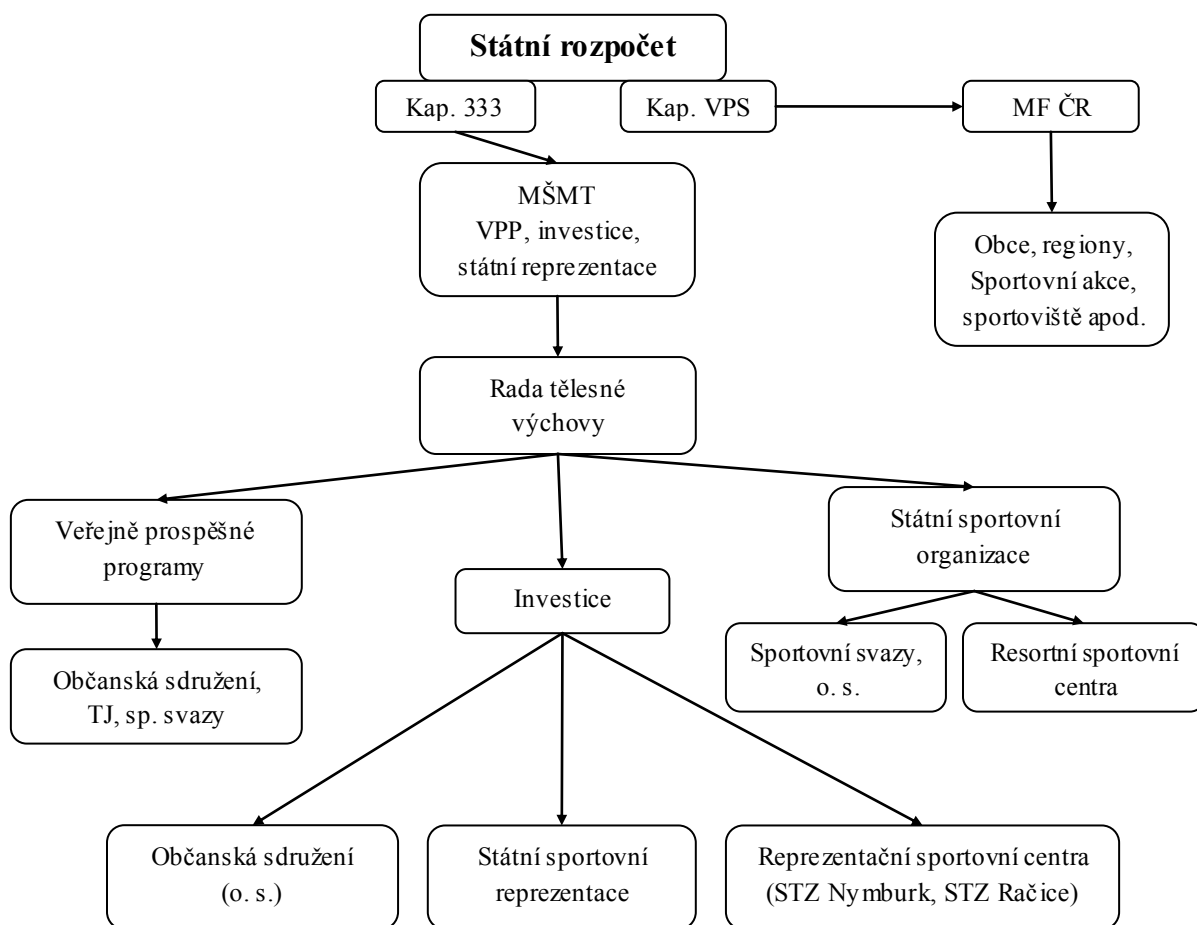 Státní rozpočet
Kap. 333
Kap. VPS
MF ČR
MŠMT
VPP, investice,
státní reprezentace
Obce, regiony,
Sportovní akce,
sportoviště apod.
Rada tělesné
výchovy
Veřejně prospěšné
programy
Investice
Státní sportovní
organizace
Občanská sdružení,
TJ, sp. svazy
Sportovní svazy,
o. s.
Resortní sportovní
centra
Občanská sdružení
(o. s.)
Státní sportovní
reprezentace
Reprezentační sportovní centra
(STZ Nymburk, STZ Račice)